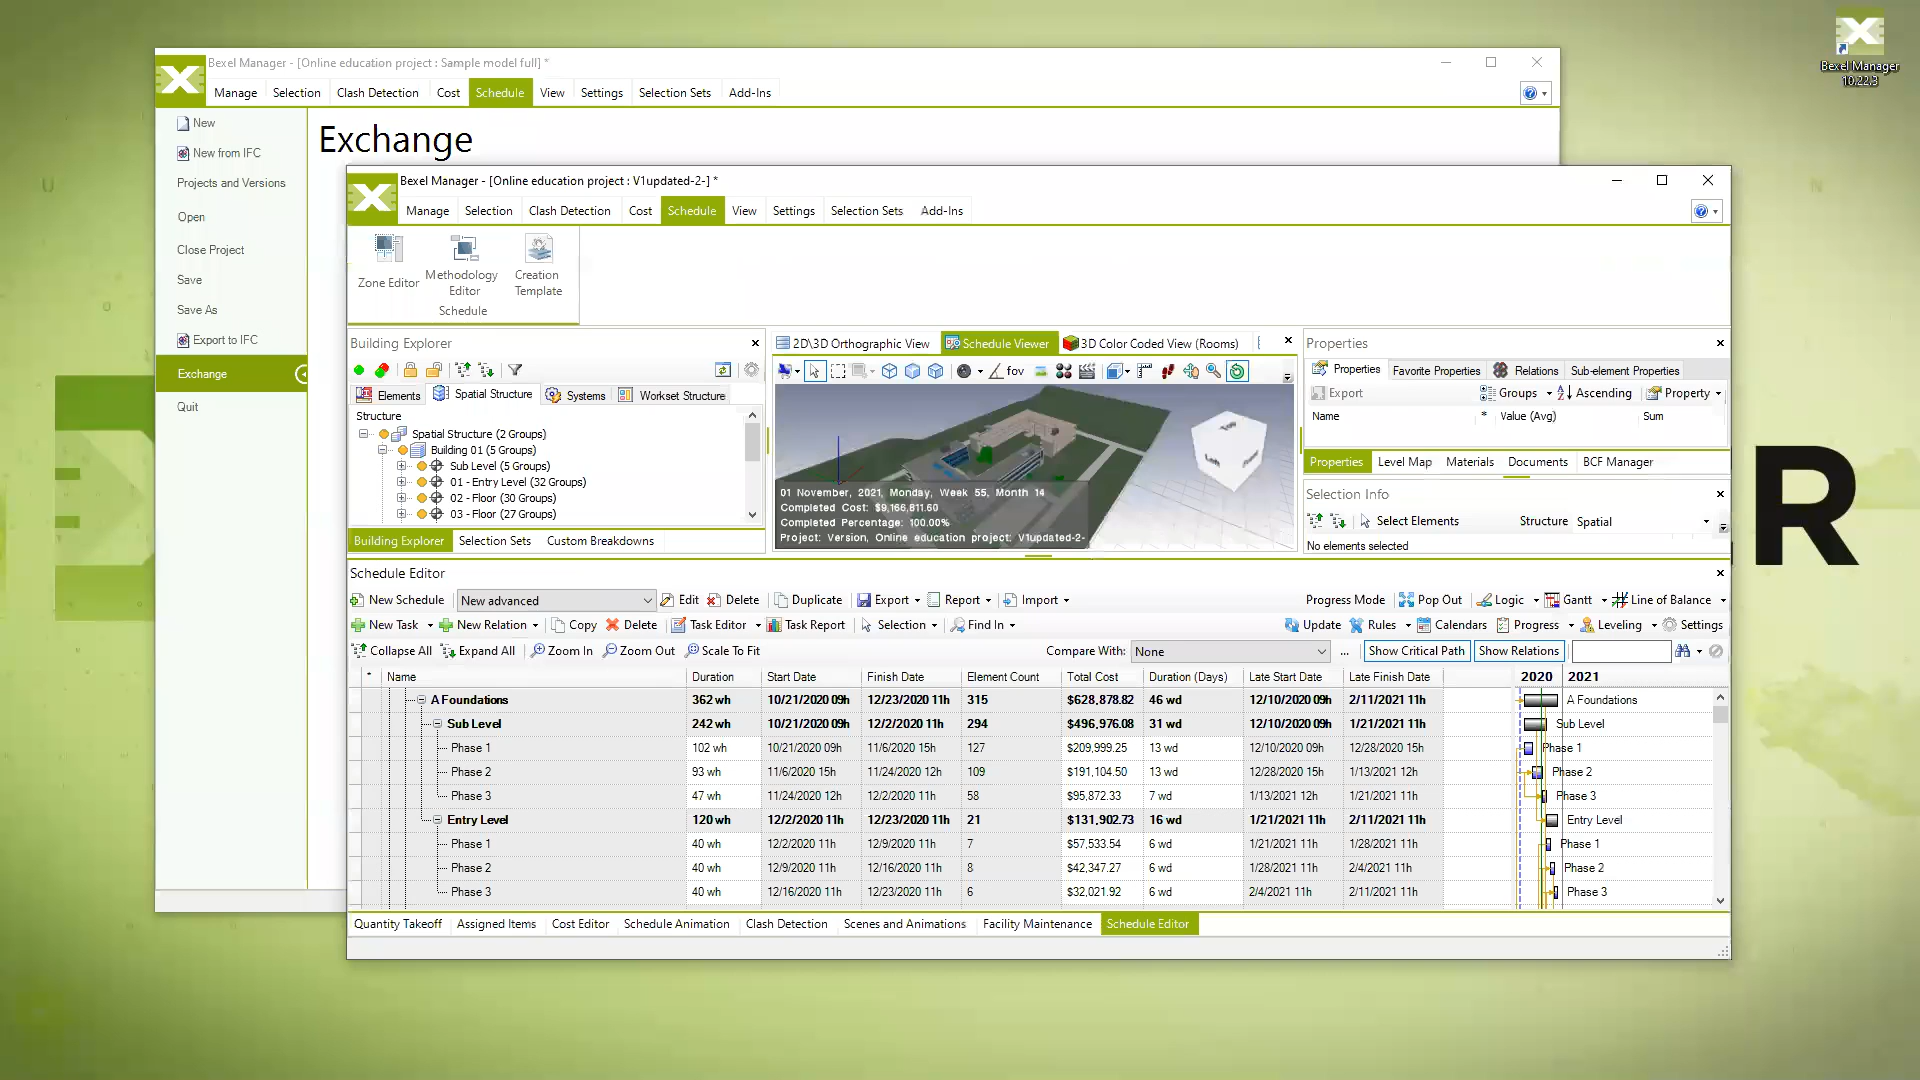 Bexel Manager - [Online education project : Sample model full] *
Manage Selection Clash Detection Cost Schedule View Settings Selection Sets Add-Ins
New
New from IFC
Projects and Versions
Open
Close Project
Save
Save As
Export to IFC
Exchange
Quit
Exchange
Bexel Manager
10.22.3
R
Bexel Manager - [Online education project : V1updated-2-] *
Manage Selection Clash Detection Cost Schedule View Settings Selection Sets Add-Ins
Zone Editor
Methodology Editor
Creation Template
Schedule
Building Explorer
Elements Spatial Structure Systems Workset Structure
Structure
Spatial Structure (2 Groups)
Building 01 (5 Groups)
Sub Level (5 Groups)
01 - Entry Level (32 Groups)
02 - Floor (30 Groups)
03 - Floor (27 Groups)
Building Explorer Selection Sets Custom Breakdowns
2D\3D Orthographic View Schedule Viewer 3D Color Coded View (Rooms)
fov
Left
01 November, 2021, Monday, Week 55, Month 14
Completed Cost: $9,166,811.60
Completed Percentage: 100.00%
Project: Version, Online education project: V1updated-2-
Properties
Properties Favorite Properties Relations Sub-element Properties
Export Groups Ascending Property
Name * Value (Avg) Sum
Properties Level Map Materials Documents BCF Manager
Selection Info
Select Elements Structure Spatial
No elements selected
Schedule Editor
New Schedule New advanced Edit Delete Duplicate Export Report Import Progress Mode Pop Out Logic Gantt Line of Balance
New Task New Relation Copy Delete Task Editor Task Report Selection Find In Update Rules Calendars Progress Leveling Settings
Collapse All Expand All Zoom In Zoom Out Scale To Fit Compare With: None ... Show Critical Path Show Relations
* Name Duration Start Date Finish Date Element Count Total Cost Duration (Days) Late Start Date Late Finish Date 2020 2021
A Foundations 362 wh 10/21/2020 09h 12/23/2020 11h 315 $628,878.82 46 wd 12/10/2020 09h 2/11/2021 11h A Foundations
Sub Level 242 wh 10/21/2020 09h 12/2/2020 11h 294 $496,976.08 31 wd 12/10/2020 09h 1/21/2021 11h Sub Level
Phase 1 102 wh 10/21/2020 09h 11/6/2020 15h 127 $209,999.25 13 wd 12/10/2020 09h 12/28/2020 15h Phase 1
Phase 2 93 wh 11/6/2020 15h 11/24/2020 12h 109 $191,104.50 13 wd 12/28/2020 15h 1/13/2021 12h Phase 2
Phase 3 47 wh 11/24/2020 12h 12/2/2020 11h 58 $95,872.33 7 wd 1/13/2021 12h 1/21/2021 11h Phase 3
Entry Level 120 wh 12/2/2020 11h 12/23/2020 11h 21 $131,902.73 16 wd 1/21/2021 11h 2/11/2021 11h Entry Level
Phase 1 40 wh 12/2/2020 11h 12/9/2020 11h 7 $57,533.54 6 wd 1/21/2021 11h 1/28/2021 11h Phase 1
Phase 2 40 wh 12/9/2020 11h 12/16/2020 11h 8 $42,347.27 6 wd 1/28/2021 11h 2/4/2021 11h Phase 2
Phase 3 40 wh 12/16/2020 11h 12/23/2020 11h 6 $32,021.92 6 wd 2/4/2021 11h 2/11/2021 11h Phase 3
Quantity Takeoff Assigned Items Cost Editor Schedule Animation Clash Detection Scenes and Animations Facility Maintenance Schedule Editor